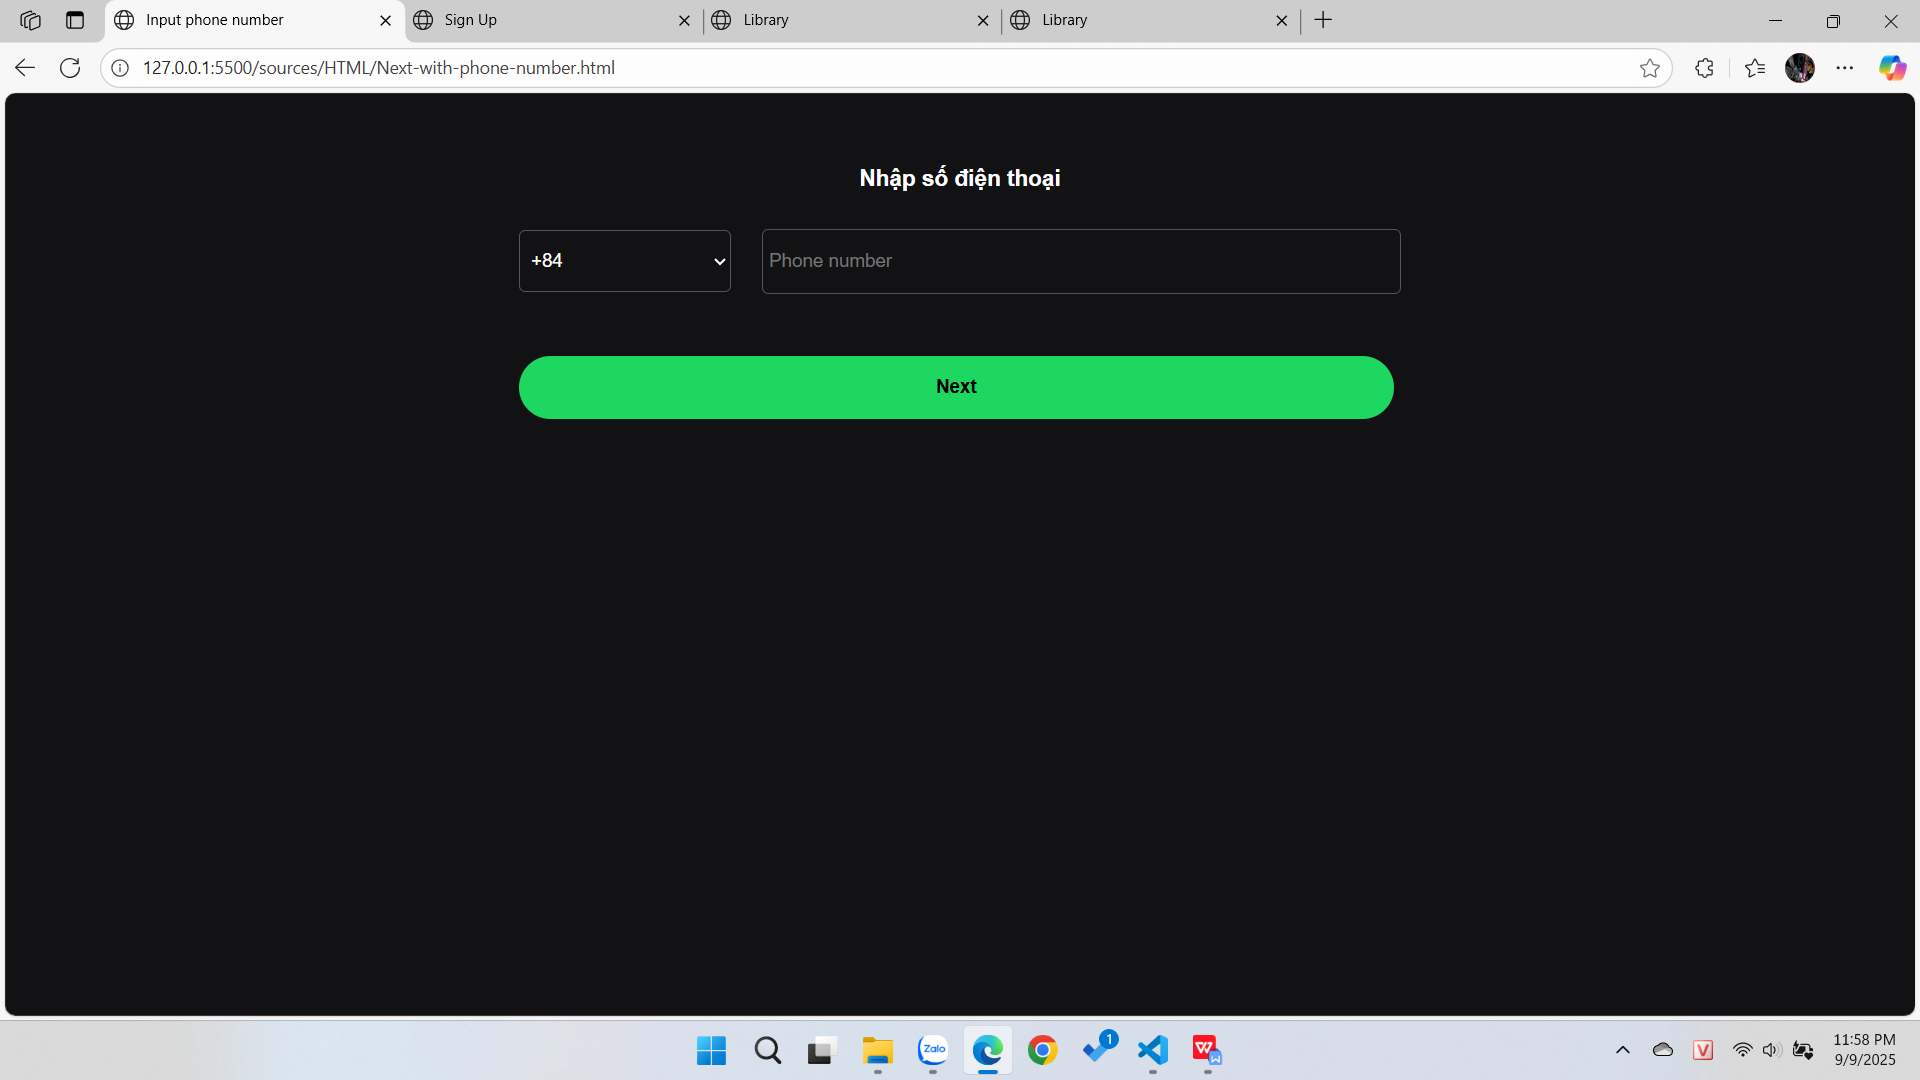 Input phone number
Sign Up
Library
Library
127.0.0.1:5500/sources/HTML/Next-with-phone-number.html
Nhập số điện thoại
+84
Phone number
Next
Zalo
1
V
W
W
11:58 PM
9/9/2025